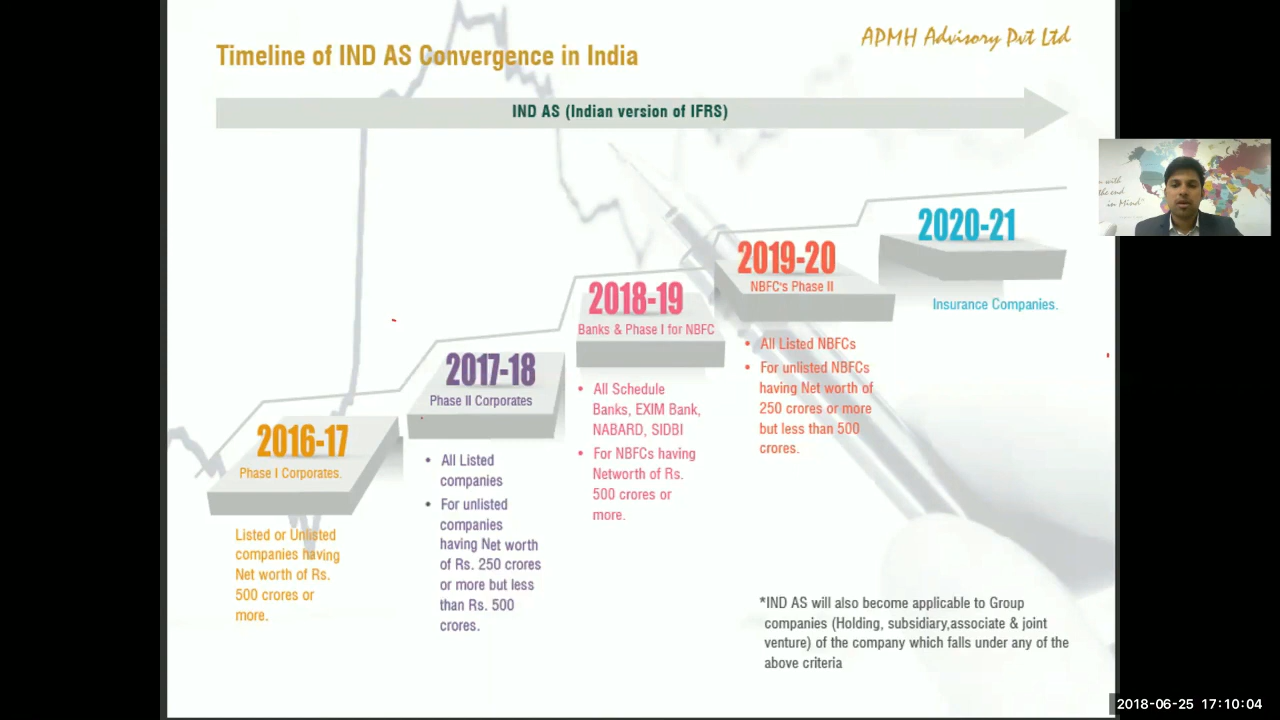 APMH Advisory Pvt Ltd
Timeline of IND AS Convergence in India
IND AS (Indian version of IFRS)
with
the end
in Mind"
2016-17
Phase I Corporates.
Listed or Unlisted
companies having
Net worth of Rs.
500 crores or
more.
2017-18
Phase II Corporates
• All Listed
companies
• For unlisted
companies
having Net worth
of Rs. 250 crores
or more but less
than Rs. 500
crores.
2018-19
Banks & Phase I for NBFC
• All Schedule
Banks, EXIM Bank,
NABARD, SIDBI
• For NBFCs having
Networth of Rs.
500 crores or
more.
2019-20
NBFC's Phase II
• All Listed NBFCs
• For unlisted NBFCs
having Net worth of
250 crores or more
but less than 500
crores.
2020-21
Insurance Companies.
*IND AS will also become applicable to Group
companies (Holding, subsidiary,associate & joint
venture) of the company which falls under any of the
above criteria
2018-06-25 17:10:04